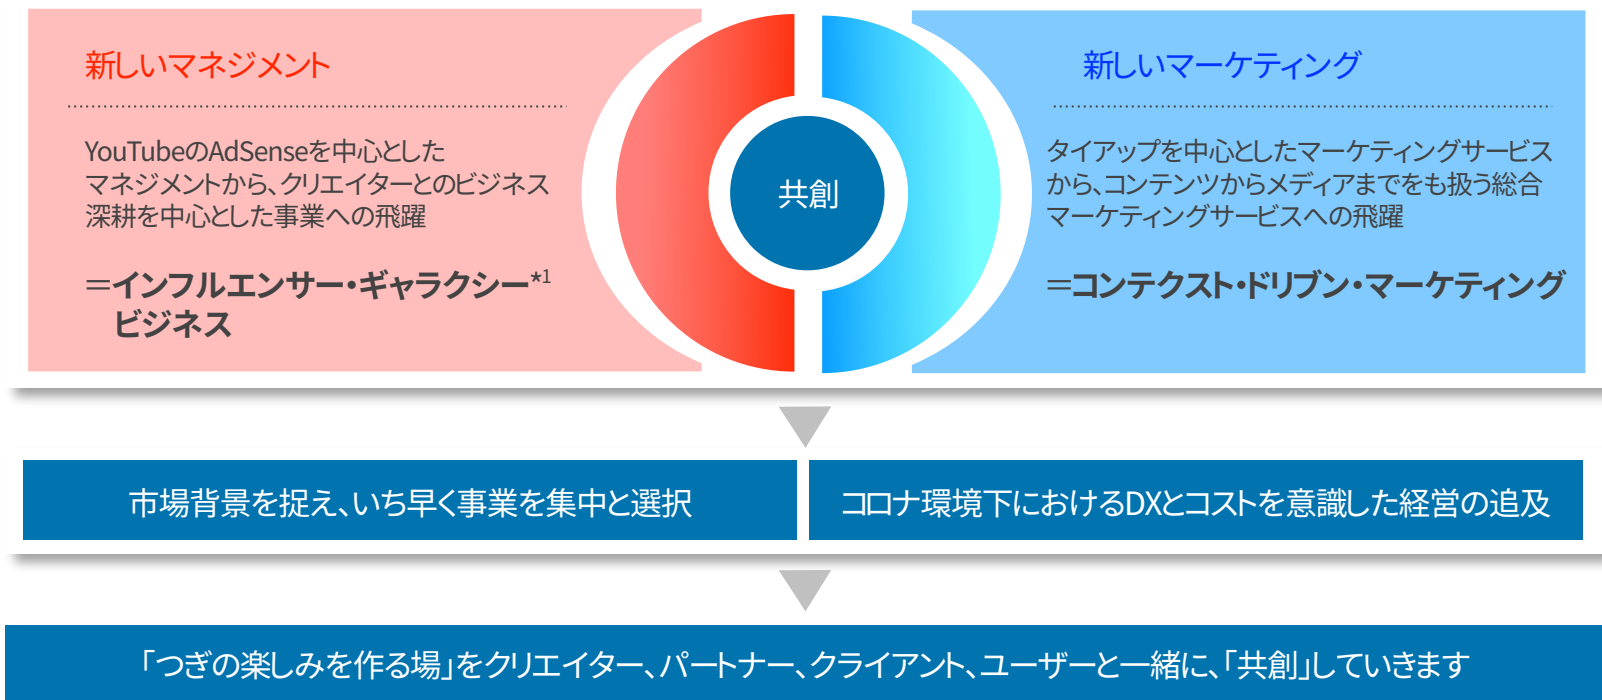 新しいマネジメント
YouTubeのAdSenseを中心とした
マネジメントから、クリエイターとのビジネス
深耕を中心とした事業への飛躍
＝インフルエンサー・ギャラクシー*1
ビジネス
共創
新しいマーケティング
タイアップを中心としたマーケティングサービス
から、コンテンツからメディアまでをも扱う総合
マーケティングサービスへの飛躍
＝コンテクスト・ドリブン・マーケティング
市場背景を捉え、いち早く事業を集中と選択
コロナ環境下におけるDXとコストを意識した経営の追及
「つぎの楽しみを作る場」をクリエイター、パートナー、クライアント、ユーザーと一緒に、「共創」していきます